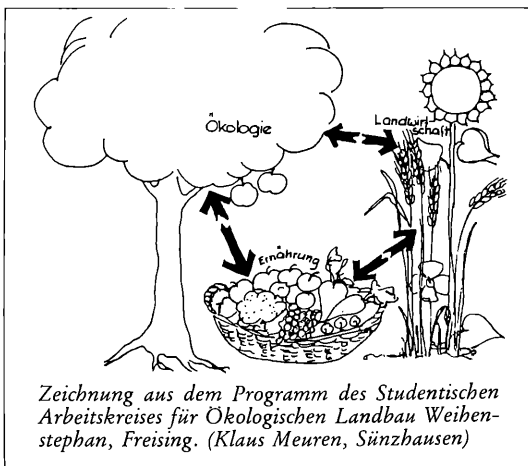 Ökologie
Landwirt-
schaft
Ernährung
Zeichnung aus dem Programm des Studentischen
Arbeitskreises für Ökologischen Landbau Weihen-
stephan, Freising. (Klaus Meuren, Sünzhausen)